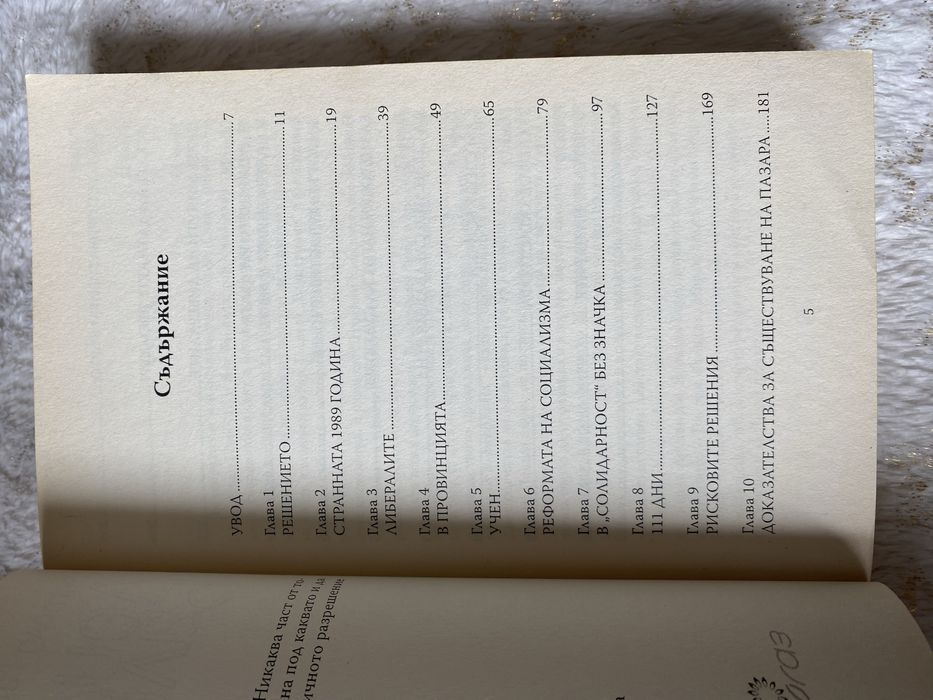 Никаква част от то
на под каквато и да
ичното разрешение
Съдържание
УВОД........7
Глава 1
РЕШЕНИЕТО........11
Глава 2
СТРАННАТА 1989 ГОДИНА........19
Глава 3
ЛИБЕРАЛИТЕ........39
Глава 4
В ПРОВИНЦИЯТА........49
Глава 5
УЧЕН........65
Глава 6
РЕФОРМАТА НА СОЦИАЛИЗМА........79
Глава 7
В „СОЛИДАРНОСТ“ БЕЗ ЗНАЧКА........97
Глава 8
111 ДНИ........127
Глава 9
РИСКОВИТЕ РЕШЕНИЯ........169
Глава 10
ДОКАЗАТЕЛСТВА ЗА СЪЩЕСТВУВАНЕ НА ПАЗАРА.....181
5